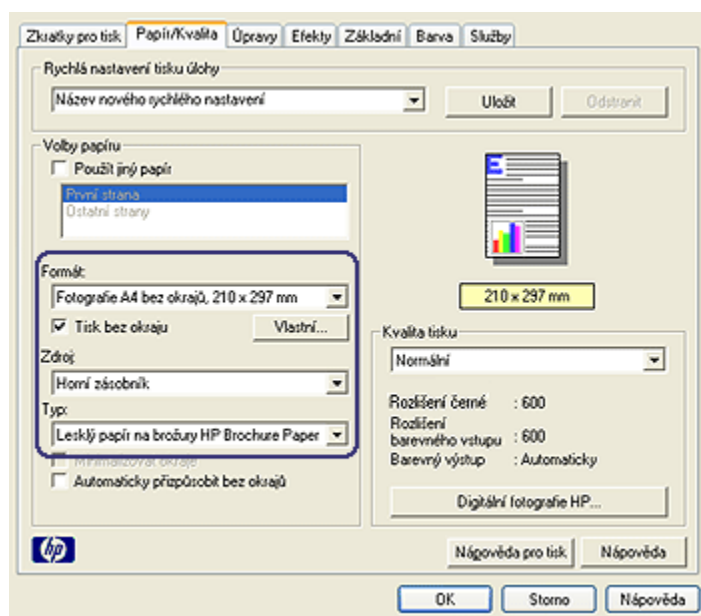 Zkratky pro tisk Papír/Kvalita Úpravy Efekty Základní Barva Služby
Rychlá nastavení tisku úlohy
Název nového rychlého nastavení
Uložit
Odstranit
Volby papíru
Použít jiný papír
První strana
Ostatní strany
Formát:
Fotografie A4 bez okrajů, 210 x 297 mm
Tisk bez okraju
Vlastní...
Zdroj:
Horní zásobník
Typ:
Lesklý papír na brožury HP Brochure Paper
Minimalizovat okraje
Automaticky přizpůsobit bez okrajů
E
210 x 297 mm
Kvalita tisku
Normální
Rozlišení černé : 600
Rozlišení
barevného vstupu : 600
Barevný výstup : Automaticky
Digitální fotografie HP...
hp
Nápověda pro tisk
Nápověda
OK
Storno
Nápověda